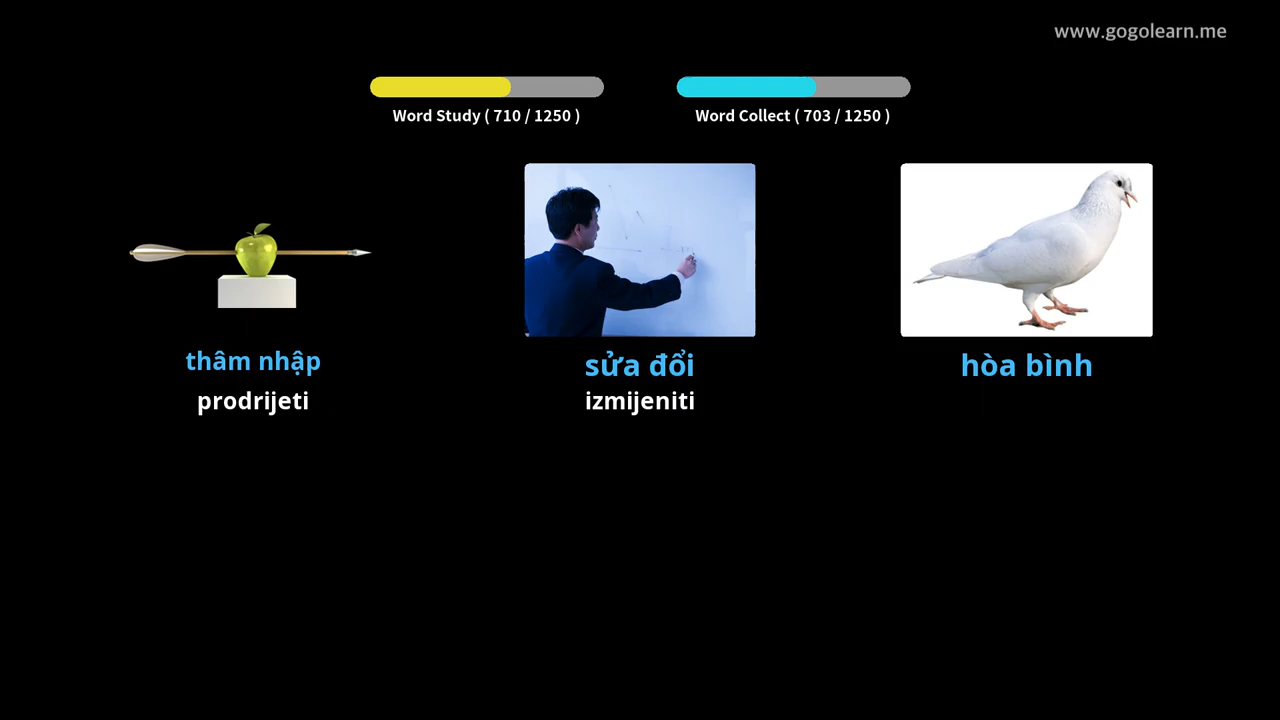 www.gogolearn.me
Word Study ( 710 / 1250 )
Word Collect ( 703 / 1250 )
thâm nhập
prodrijeti
sửa đổi
izmijeniti
hòa bình